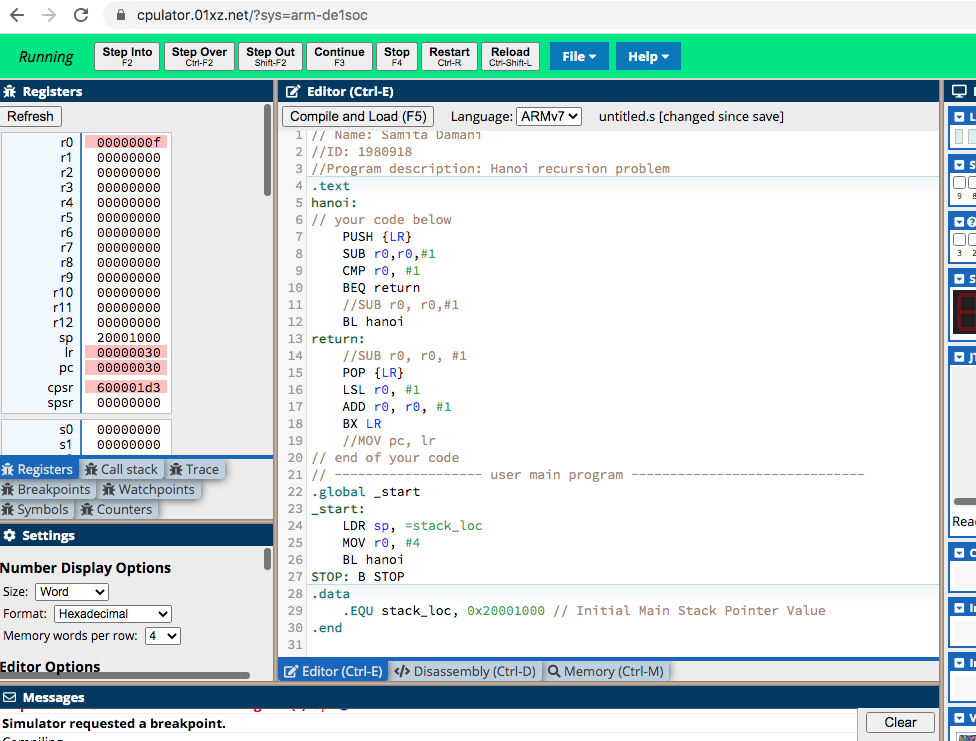 cpulator.01xz.net/?sys=arm-de1soc
Running
Step Into
F2
Step Over
Ctrl-F2
Step Out
Shift-F2
Continue
F3
Stop
F4
Restart
Ctrl-R
Reload
Ctrl-Shift-L
File
Help
Registers
Refresh
r0 0000000f
r1 00000000
r2 00000000
r3 00000000
r4 00000000
r5 00000000
r6 00000000
r7 00000000
r8 00000000
r9 00000000
r10 00000000
r11 00000000
r12 00000000
sp 20001000
lr 00000030
pc 00000030
cpsr 600001d3
spsr 00000000
s0 00000000
s1 00000000
Registers Call stack Trace
Breakpoints Watchpoints
Symbols Counters
Settings
Number Display Options
Size: Word
Format: Hexadecimal
Memory words per row: 4
Editor Options
Editor (Ctrl-E)
Compile and Load (F5) Language: ARMv7 untitled.s [changed since save]
1 // Name: Samita Damani
2 //ID: 1980918
3 //Program description: Hanoi recursion problem
4 .text
5 hanoi:
6 // your code below
7 PUSH {LR}
8 SUB r0,r0,#1
9 CMP r0, #1
10 BEQ return
11 //SUB r0, r0,#1
12 BL hanoi
13 return:
14 //SUB r0, r0, #1
15 POP {LR}
16 LSL r0, #1
17 ADD r0, r0, #1
18 BX LR
19 //MOV pc, lr
20 // end of your code
21 // ------------------ user main program ----------------------------
22 .global _start
23 _start:
24 LDR sp, =stack_loc
25 MOV r0, #4
26 BL hanoi
27 STOP: B STOP
28 .data
29 .EQU stack_loc, 0x20001000 // Initial Main Stack Pointer Value
30 .end
31
Editor (Ctrl-E) Disassembly (Ctrl-D) Memory (Ctrl-M)
Messages
Simulator requested a breakpoint.
Compiling
Clear